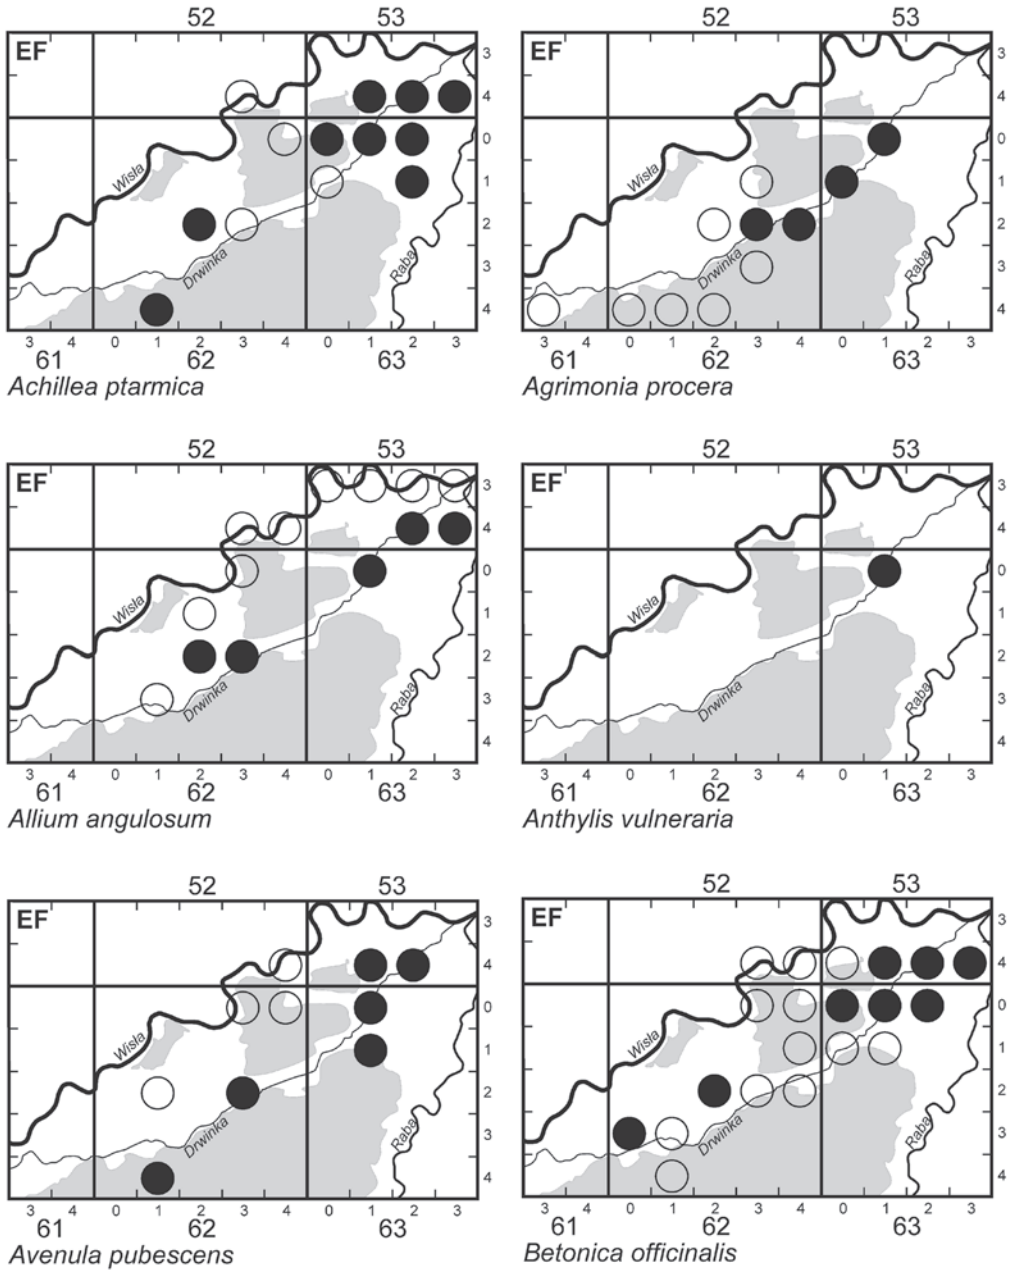 52 53 52 53
EF 3 EF 3
4 4
0 0
Wisła 1 Wisła 1
2 2
Drwinka Raba 3 Drwinka Raba 3
4 4
3 4 0 1 2 3 4 0 1 2 3 3 4 0 1 2 3 4 0 1 2 3
61 62 63 61 62 63
Achillea ptarmica Agrimonia procera
52 53 52 53
EF 3 EF 3
4 4
0 0
Wisła 1 Wisła 1
2 2
Drwinka Raba 3 Drwinka Raba 3
4 4
3 4 0 1 2 3 4 0 1 2 3 3 4 0 1 2 3 4 0 1 2 3
61 62 63 61 62 63
Allium angulosum Anthylis vulneraria
52 53 52 53
EF 3 EF 3
4 4
0 0
Wisła 1 Wisła 1
2 2
Drwinka Raba 3 Drwinka Raba 3
4 4
3 4 0 1 2 3 4 0 1 2 3 3 4 0 1 2 3 4 0 1 2 3
61 62 63 61 62 63
Avenula pubescens Betonica officinalis